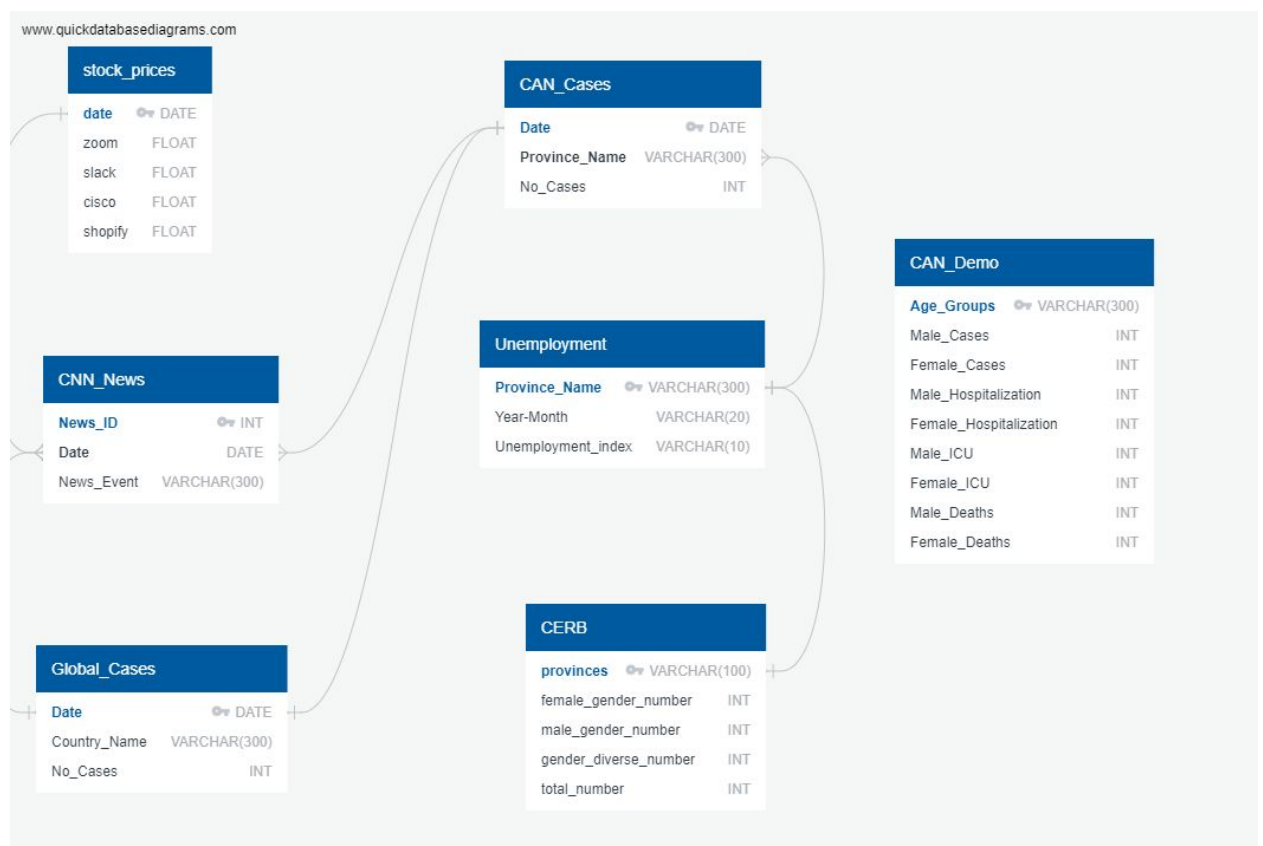 www.quickdatabasediagrams.com
stock_prices
date DATE
zoom FLOAT
slack FLOAT
cisco FLOAT
shopify FLOAT
CAN_Cases
Date DATE
Province_Name VARCHAR(300)
No_Cases INT
CAN_Demo
Age_Groups VARCHAR(300)
Male_Cases INT
Female_Cases INT
Male_Hospitalization INT
Female_Hospitalization INT
Male_ICU INT
Female_ICU INT
Male_Deaths INT
Female_Deaths INT
Unemployment
Province_Name VARCHAR(300)
Year-Month VARCHAR(20)
Unemployment_index VARCHAR(10)
CNN_News
News_ID INT
Date DATE
News_Event VARCHAR(300)
CERB
provinces VARCHAR(100)
female_gender_number INT
male_gender_number INT
gender_diverse_number INT
total_number INT
Global_Cases
Date DATE
Country_Name VARCHAR(300)
No_Cases INT